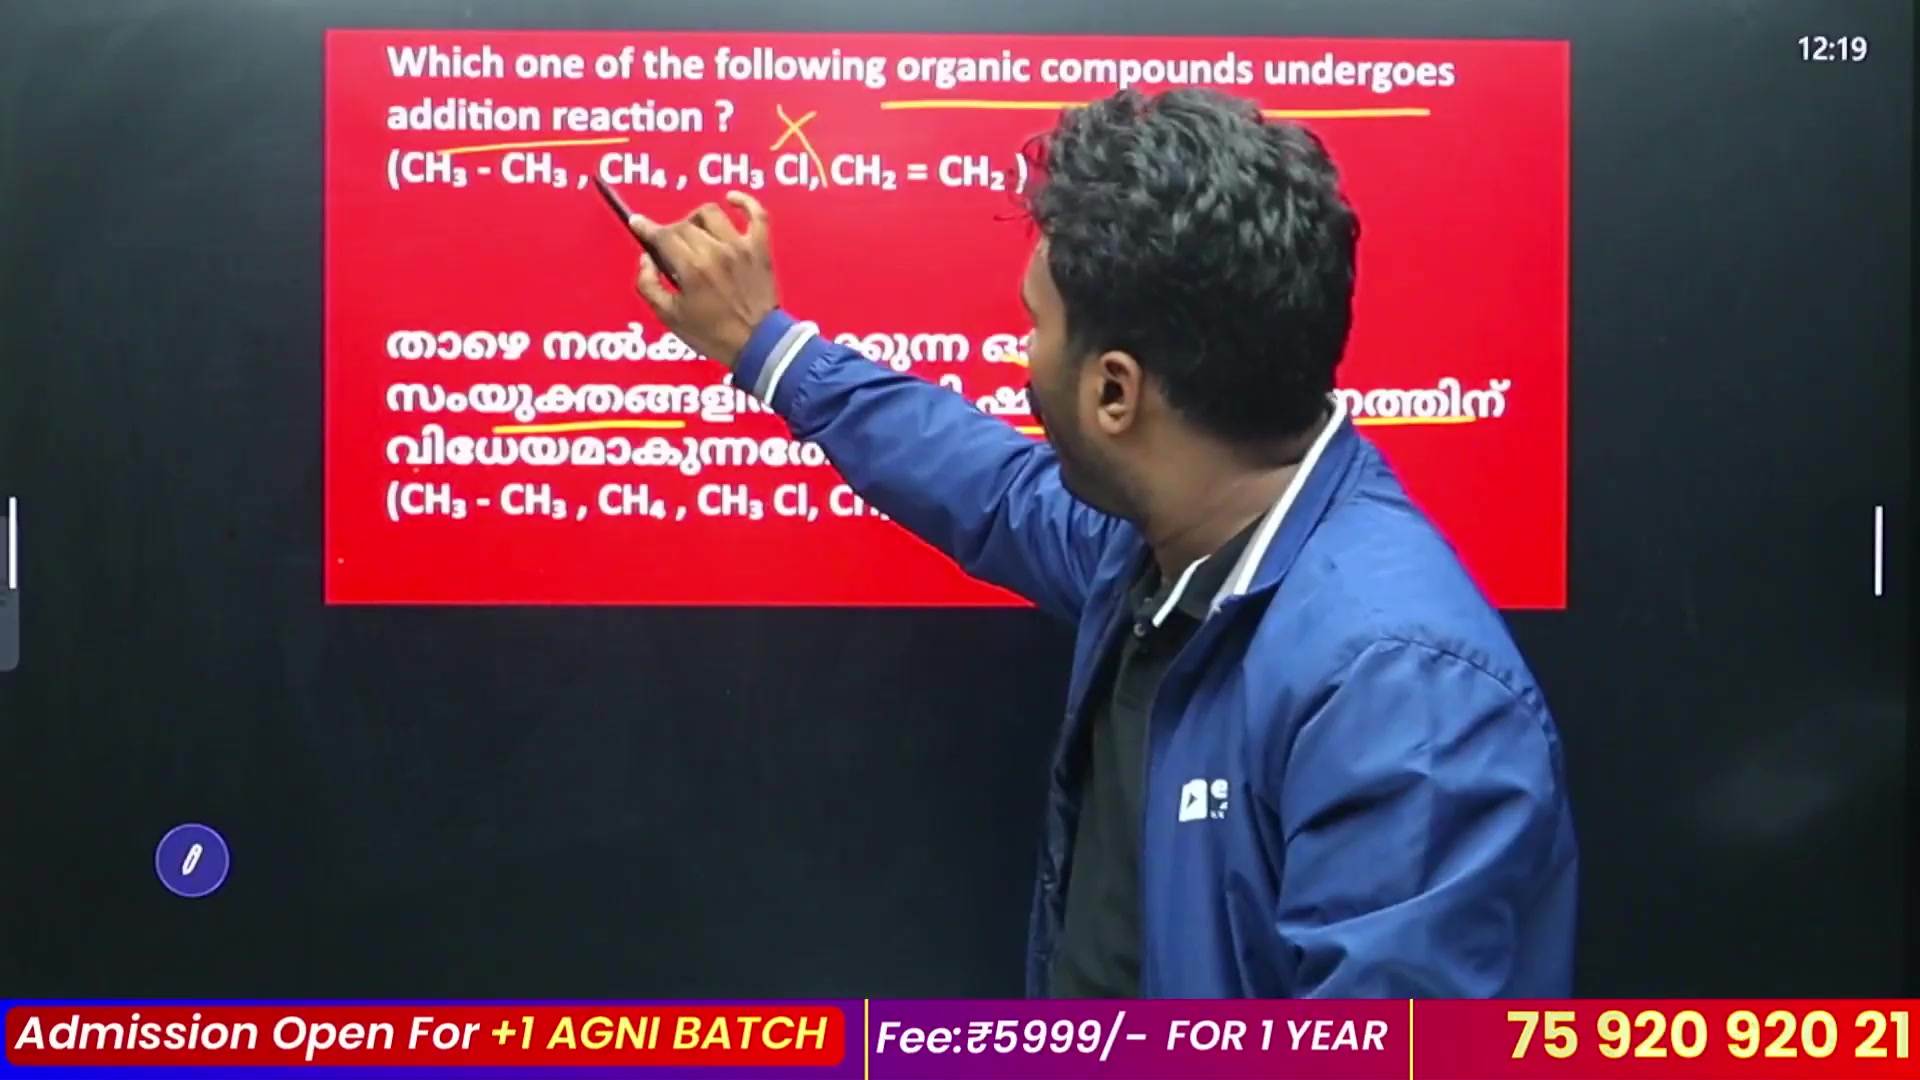 12:19
Which one of the following organic compounds undergoes
addition reaction ?
(CH₃ - CH₃ , CH₄ , CH₃ Cl, CH₂ = CH₂ )
താഴെ
സംയുക്തങ്ങളിൽ
വിധേയമാകുന്നതേ
(CH₃ - CH₃ , CH₄ , CH₃ Cl,
Admission Open For +1 AGNI BATCH
Fee:₹5999/- FOR 1 YEAR
75 920 920 21